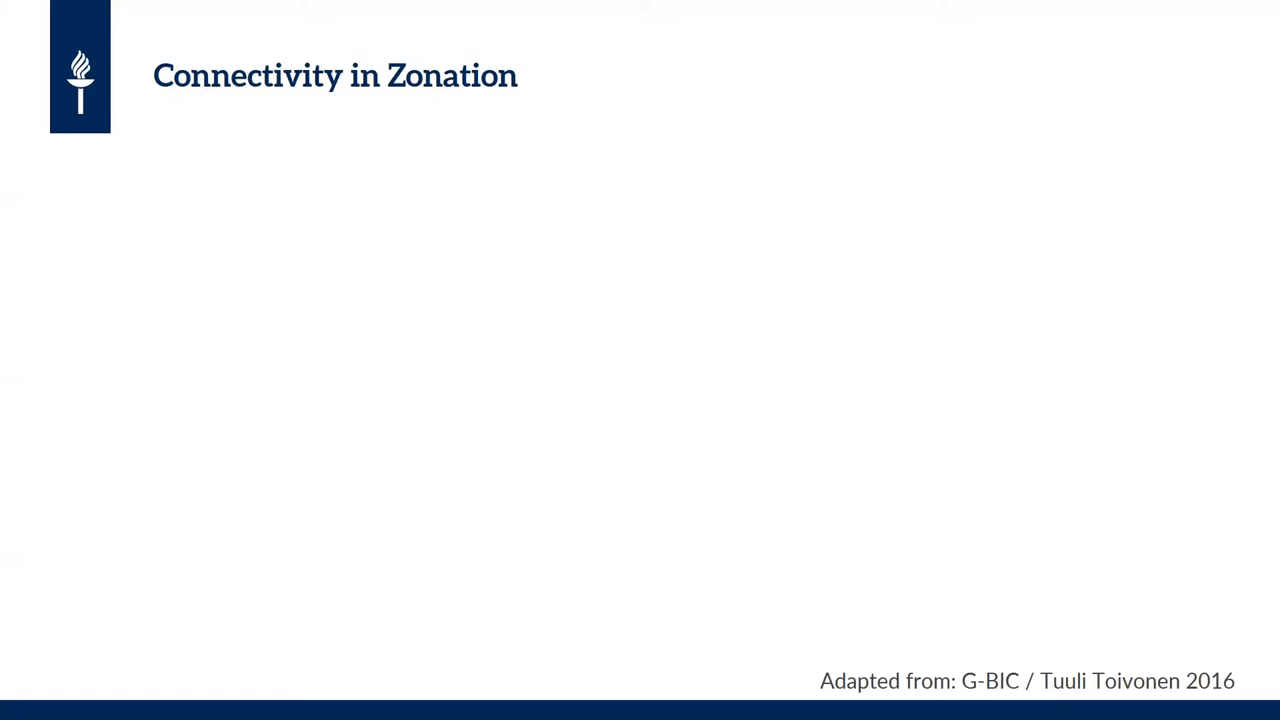 Connectivity in Zonation
Adapted from: G-BIC / Tuuli Toivonen 2016